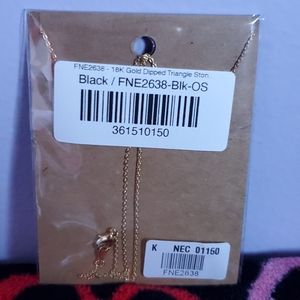 FNE2638 - 18K Gold Dipped Triangle Ston
Black / FNE2638-Blk-OS
361510150
K NEC 01150
FNE2638